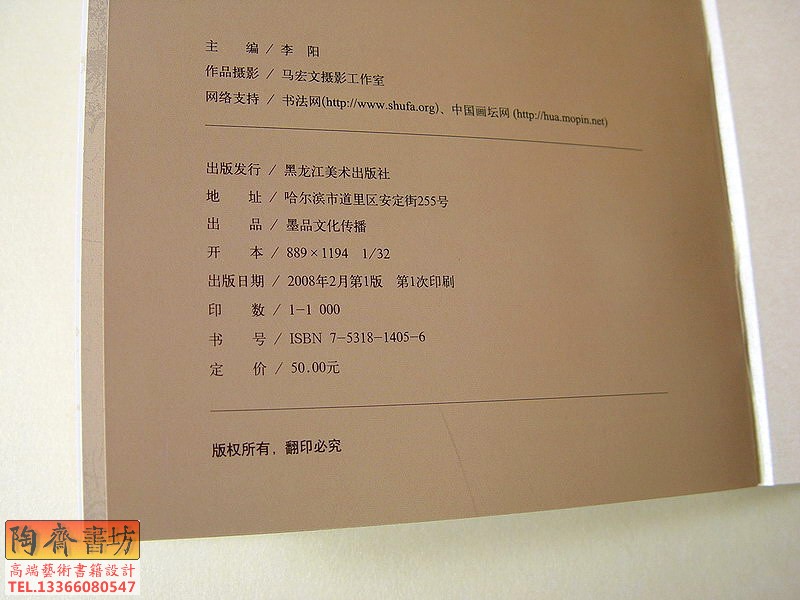 主 编 / 李 阳
作品摄影 / 马宏文摄影工作室
网络支持 / 书法网(http://www.shufa.org)、中国画坛网 (http://hua.mopin.net)
出版发行 / 黑龙江美术出版社
地 址 / 哈尔滨市道里区安定街255号
出 品 / 墨品文化传播
开 本 / 889×1194 1/32
出版日期 / 2008年2月第1版 第1次印刷
印 数 / 1-1 000
书 号 / ISBN 7-5318-1405-6
定 价 / 50.00元
版权所有，翻印必究
陶齋書坊
高端藝術書籍設計
TEL.13366080547